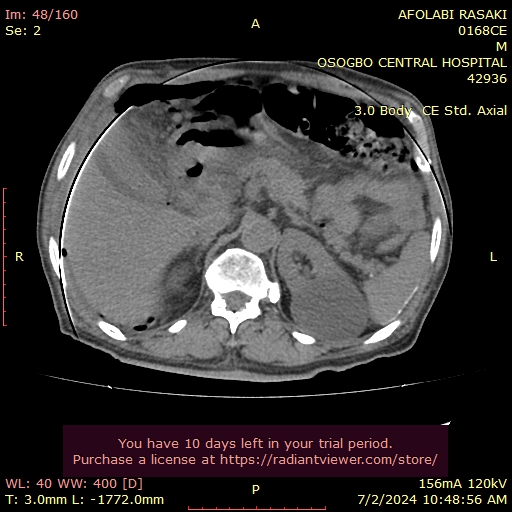 Im: 48/160
Se: 2
A
AFOLABI RASAKI
0168CE
M
OSOGBO CENTRAL HOSPITAL
42936
3.0 Body CE Std. Axial
R
L
You have 10 days left in your trial period.
Purchase a license at https://radiantviewer.com/store/
WL: 40 WW: 400 [D]
T: 3.0mm L: -1772.0mm
P
156mA 120kV
7/2/2024 10:48:56 AM